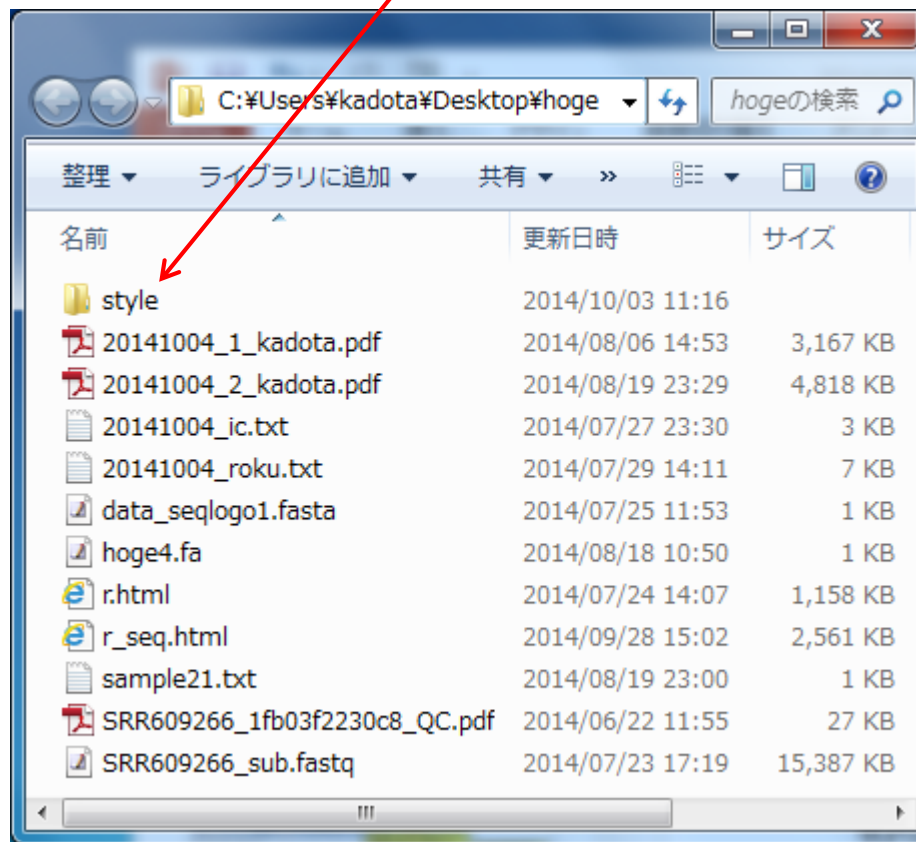 C:¥Users¥kadota¥Desktop¥hoge hogeの検索
整理 ライブラリに追加 共有 »
名前 更新日時 サイズ
style 2014/10/03 11:16
20141004_1_kadota.pdf 2014/08/06 14:53 3,167 KB
20141004_2_kadota.pdf 2014/08/19 23:29 4,818 KB
20141004_ic.txt 2014/07/27 23:30 3 KB
20141004_roku.txt 2014/07/29 14:11 7 KB
data_seqlogo1.fasta 2014/07/25 11:53 1 KB
hoge4.fa 2014/08/18 10:50 1 KB
r.html 2014/07/24 14:07 1,158 KB
r_seq.html 2014/09/28 15:02 2,561 KB
sample21.txt 2014/08/19 23:00 1 KB
SRR609266_1fb03f2230c8_QC.pdf 2014/06/22 11:55 27 KB
SRR609266_sub.fastq 2014/07/23 17:19 15,387 KB